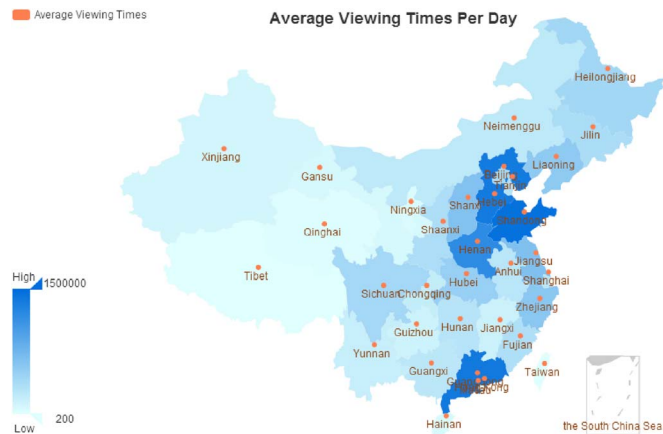 Average Viewing Times
Average Viewing Times Per Day
Heilongjiang
Neimenggu
Jilin
Xinjiang
Liaoning
Gansu
Beijing
Tianjin
Hebei
Ningxia
Shanxi
Shandong
Qinghai
Shaanxi
Henan
Jiangsu
Tibet
Anhui
High
Hubei
Shanghai
1500000
Sichuan
Chongqing
Zhejiang
Hunan
Jiangxi
Guizhou
Fujian
Yunnan
Guangxi
Taiwan
200
Hainan
Low
the South China Sea